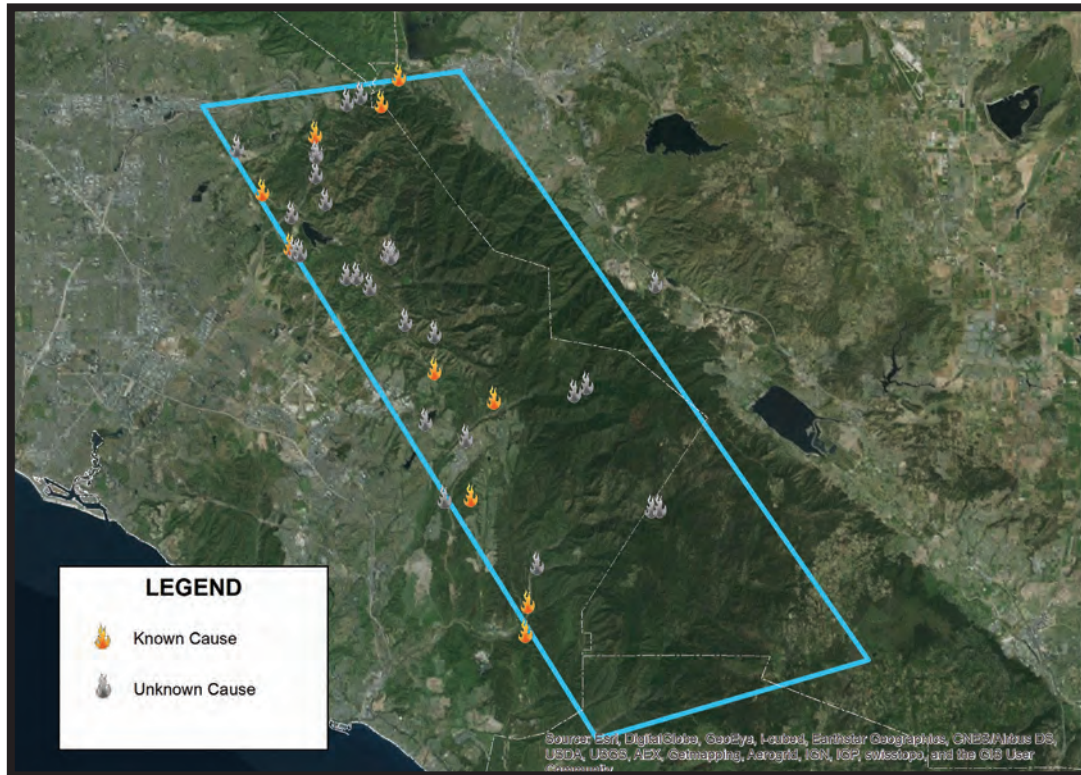 LEGEND
Known Cause
Unknown Cause
Source: Esri, DigitalGlobe, GeoEye, i-cubed, Earthstar Geographics, CNES/Airbus DS,
USDA, USGS, AEX, Getmapping, Aerogrid, IGN, IGP, swisstopo, and the GIS User
Community